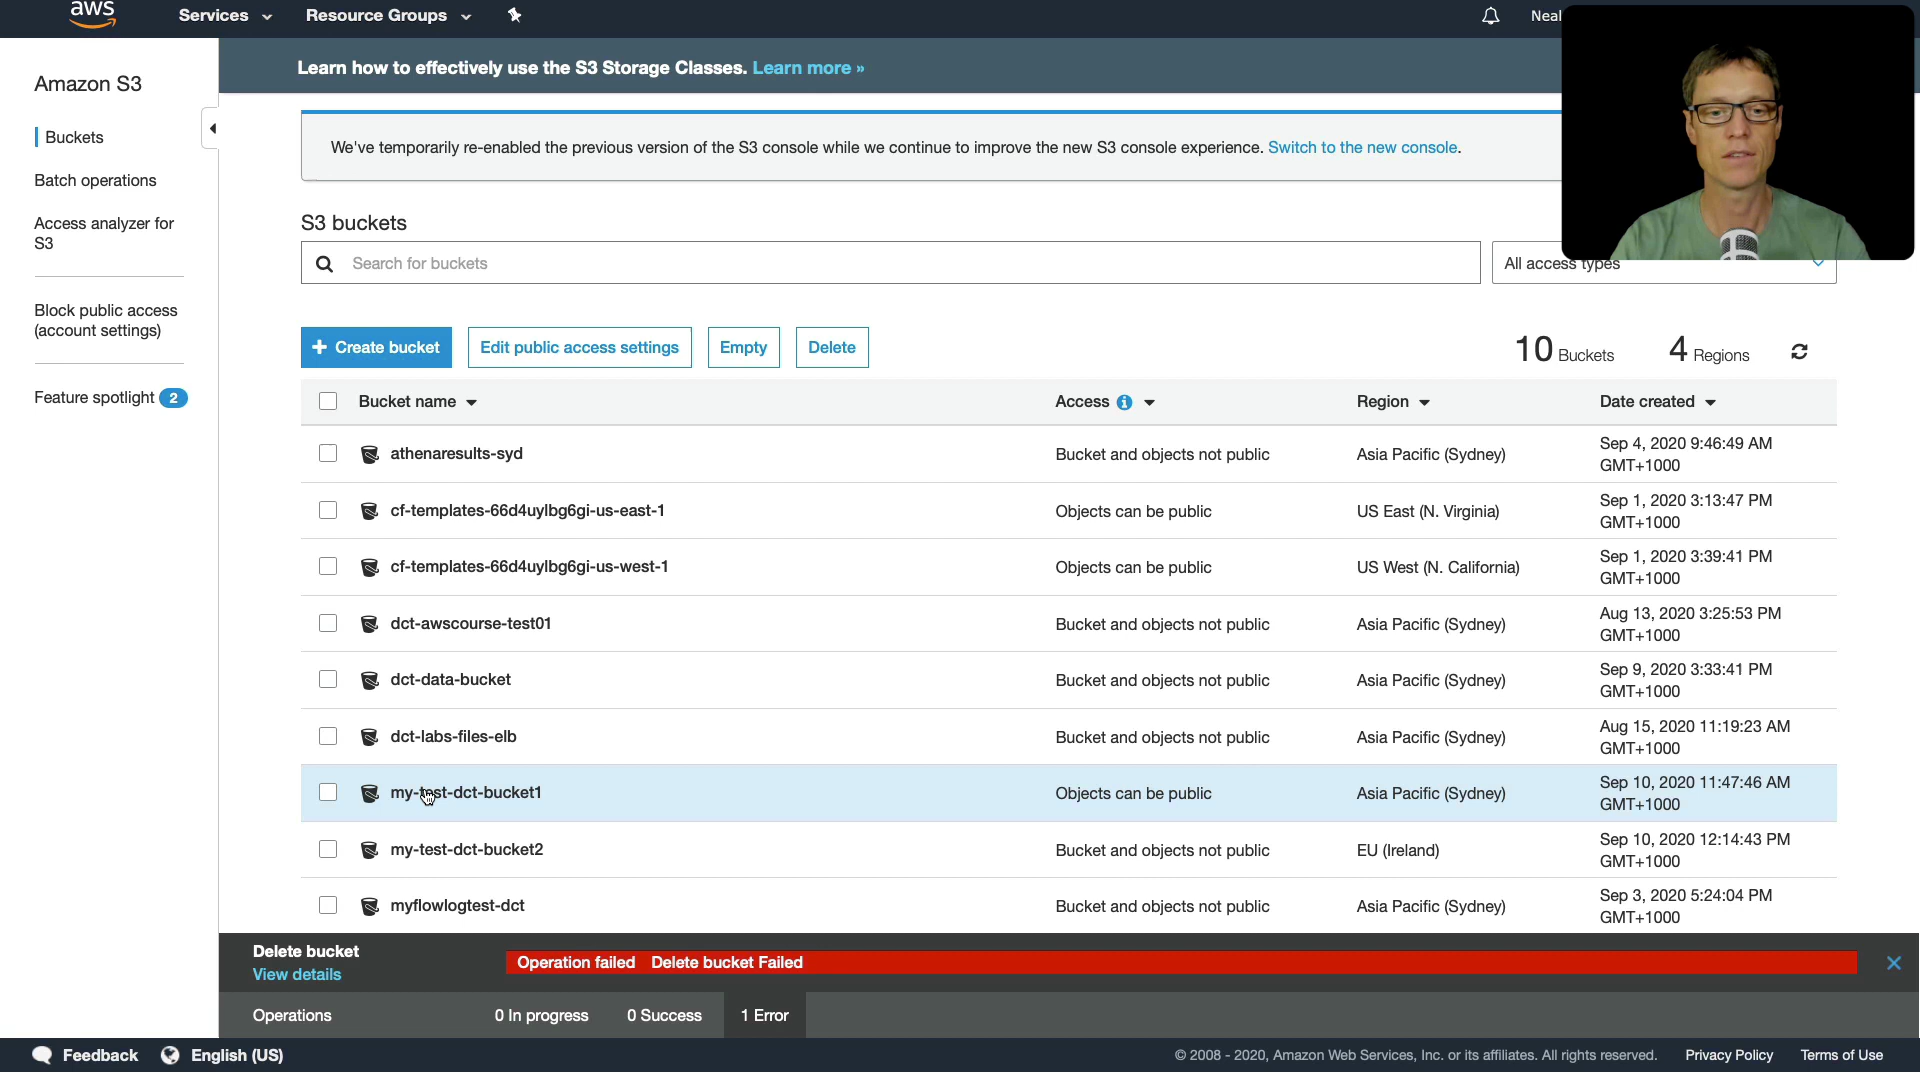 aws
Services
Resource Groups
Neal
Amazon S3
Buckets
Batch operations
Access analyzer for
S3
Block public access
(account settings)
Feature spotlight 2
Learn how to effectively use the S3 Storage Classes. Learn more »
We've temporarily re-enabled the previous version of the S3 console while we continue to improve the new S3 console experience. Switch to the new console.
S3 buckets
Search for buckets
All access types
+ Create bucket
Edit public access settings
Empty
Delete
10 Buckets
4 Regions
Bucket name
Access
Region
Date created
athenaresults-syd
Bucket and objects not public
Asia Pacific (Sydney)
Sep 4, 2020 9:46:49 AM
GMT+1000
cf-templates-66d4uylbg6gi-us-east-1
Objects can be public
US East (N. Virginia)
Sep 1, 2020 3:13:47 PM
GMT+1000
cf-templates-66d4uylbg6gi-us-west-1
Objects can be public
US West (N. California)
Sep 1, 2020 3:39:41 PM
GMT+1000
dct-awscourse-test01
Bucket and objects not public
Asia Pacific (Sydney)
Aug 13, 2020 3:25:53 PM
GMT+1000
dct-data-bucket
Bucket and objects not public
Asia Pacific (Sydney)
Sep 9, 2020 3:33:41 PM
GMT+1000
dct-labs-files-elb
Bucket and objects not public
Asia Pacific (Sydney)
Aug 15, 2020 11:19:23 AM
GMT+1000
my-test-dct-bucket1
Objects can be public
Asia Pacific (Sydney)
Sep 10, 2020 11:47:46 AM
GMT+1000
my-test-dct-bucket2
Bucket and objects not public
EU (Ireland)
Sep 10, 2020 12:14:43 PM
GMT+1000
myflowlogtest-dct
Bucket and objects not public
Asia Pacific (Sydney)
Sep 3, 2020 5:24:04 PM
GMT+1000
Delete bucket
View details
Operation failed Delete bucket Failed
Operations
0 In progress
0 Success
1 Error
Feedback
English (US)
© 2008 - 2020, Amazon Web Services, Inc. or its affiliates. All rights reserved.
Privacy Policy
Terms of Use